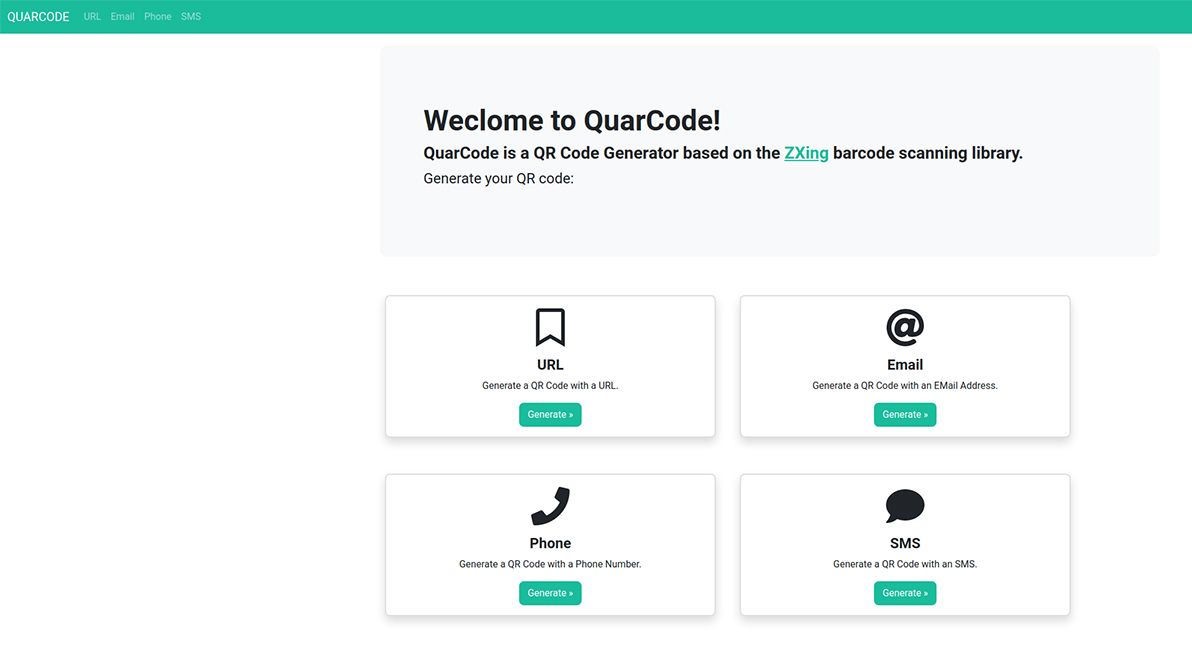 QUARCODE URL Email Phone SMS
Weclome to QuarCode!
QuarCode is a QR Code Generator based on the ZXing barcode scanning library.
Generate your QR code:
URL
Generate a QR Code with a URL.
Generate »
Email
Generate a QR Code with an EMail Address.
Generate »
Phone
Generate a QR Code with a Phone Number.
Generate »
SMS
Generate a QR Code with an SMS.
Generate »